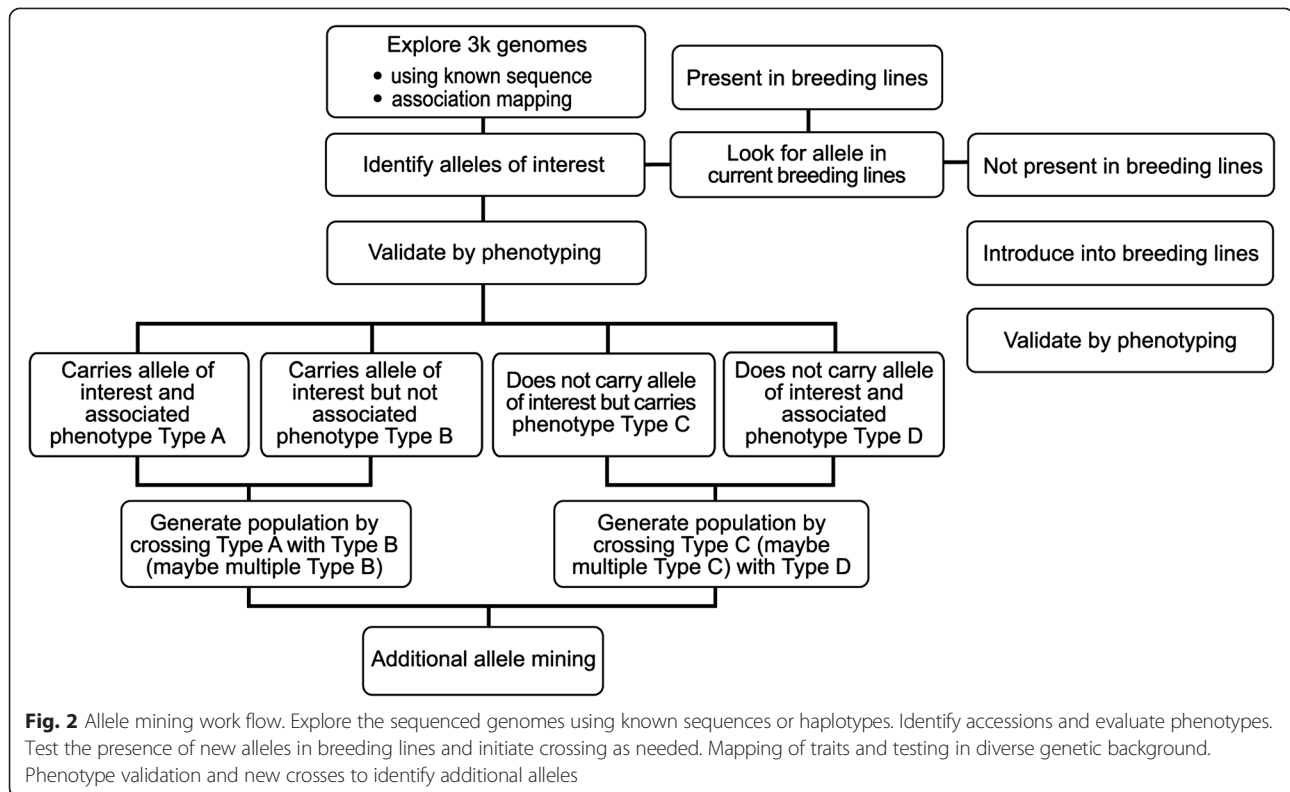 Explore 3k genomes
• using known sequence
• association mapping
Present in breeding lines
Identify alleles of interest
Look for allele in
current breeding lines
Not present in breeding lines
Validate by phenotyping
Introduce into breeding lines
Validate by phenotyping
Carries allele of
interest and
associated
phenotype Type A
Carries allele of
interest but not
associated
phenotype Type B
Does not carry allele
of interest but carries
phenotype Type C
Does not carry allele
of interest and
associated
phenotype Type D
Generate population by
crossing Type A with Type B
(maybe multiple Type B)
Generate population by
crossing Type C (maybe
multiple Type C) with Type D
Additional allele mining
Fig. 2 Allele mining work flow. Explore the sequenced genomes using known sequences or haplotypes. Identify accessions and evaluate phenotypes.
Test the presence of new alleles in breeding lines and initiate crossing as needed. Mapping of traits and testing in diverse genetic background.
Phenotype validation and new crosses to identify additional alleles